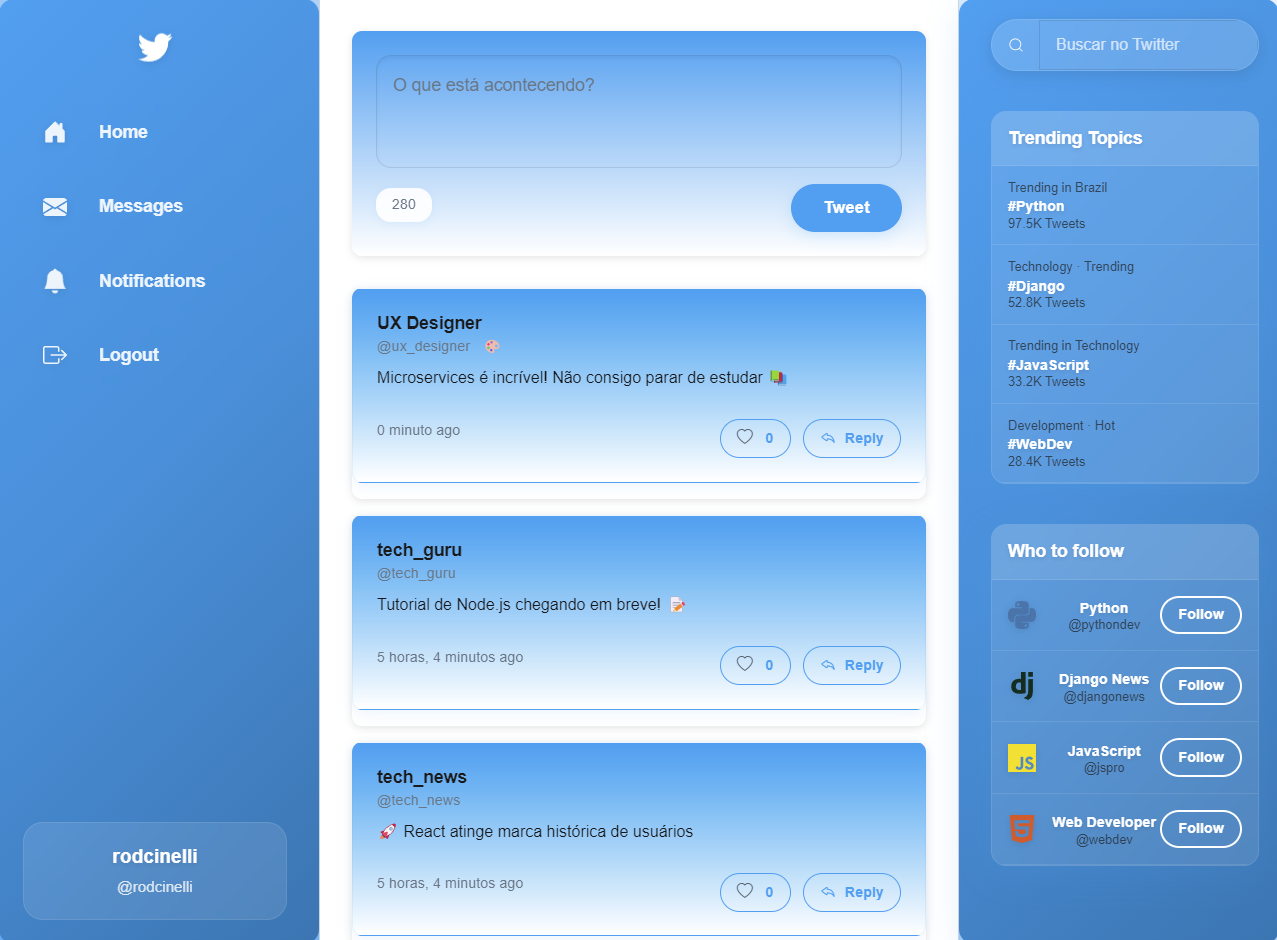 Home
Messages
Notifications
Logout
rodcinelli
@rodcinelli
O que está acontecendo?
280
Tweet
UX Designer
@ux_designer 🎨
Microservices é incrível! Não consigo parar de estudar 📚
0 minuto ago
0
Reply
tech_guru
@tech_guru
Tutorial de Node.js chegando em breve! 📝
5 horas, 4 minutos ago
0
Reply
tech_news
@tech_news
🚀 React atinge marca histórica de usuários
5 horas, 4 minutos ago
0
Reply
Buscar no Twitter
Trending Topics
Trending in Brazil
#Python
97.5K Tweets
Technology · Trending
#Django
52.8K Tweets
Trending in Technology
#JavaScript
33.2K Tweets
Development · Hot
#WebDev
28.4K Tweets
Who to follow
Python
@pythondev
Follow
dj
Django News
@djangonews
Follow
JS
JavaScript
@jspro
Follow
Web Developer
@webdev
Follow